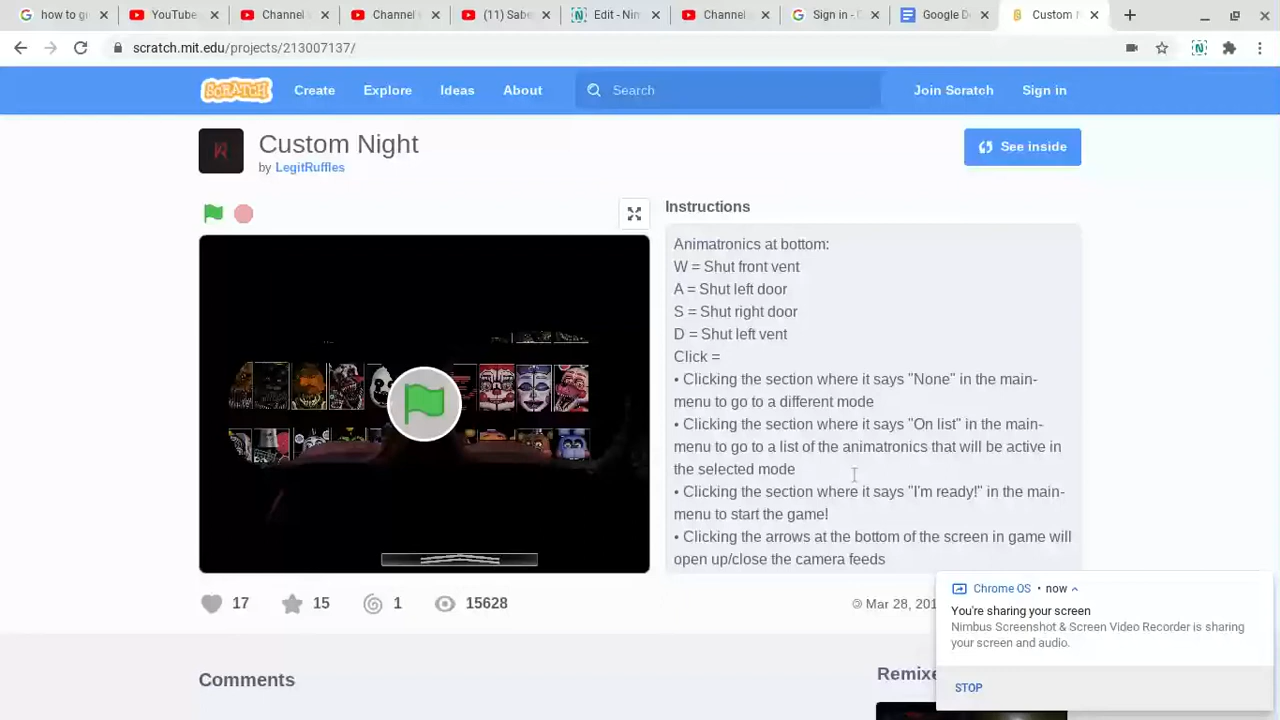 how to g
YouTube
Channel
Channel
(11) Sabe
Edit - Nim
Channel
Sign in - G
Google D
Custom N
scratch.mit.edu/projects/213007137/
SCRATCH
Create
Explore
Ideas
About
Search
Join Scratch
Sign in
Custom Night
by LegitRuffles
See inside
Instructions
Animatronics at bottom:
W = Shut front vent
A = Shut left door
S = Shut right door
D = Shut left vent
Click =
• Clicking the section where it says "None" in the main-
menu to go to a different mode
• Clicking the section where it says "On list" in the main-
menu to go to a list of the animatronics that will be active in
the selected mode
• Clicking the section where it says "I'm ready!" in the main-
menu to start the game!
• Clicking the arrows at the bottom of the screen in game will
open up/close the camera feeds
17
15
1
15628
© Mar 28, 201
Chrome OS • now
You're sharing your screen
Nimbus Screenshot & Screen Video Recorder is sharing
your screen and audio.
STOP
Comments
Remixe